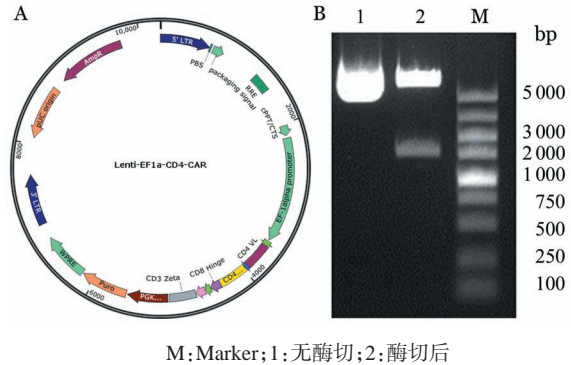 A
10,000
5' LTR
PBS
packaging signal
RRE
2000
cPPT/CTS
EF-1alpha promoter
CD4 VL
4000
CD4...
CD8 Hinge
CD3 Zeta
PGK...
Puro
6000
WPRE
3' LTR
8000
pUC origin
AmpR
Lenti-EF1a-CD4-CAR
B
1 2 M bp
5 000
3 000
2 000
1 000
750
500
250
100
M:Marker;1:无酶切;2:酶切后